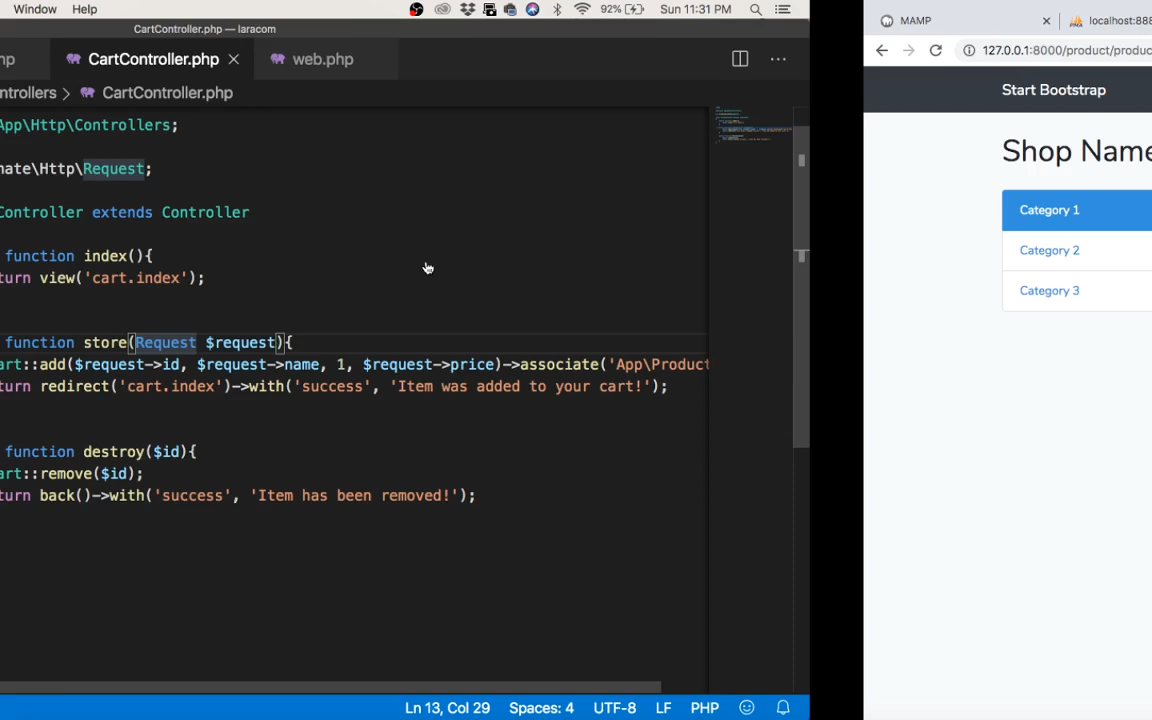 Window Help 92% Sun 11:31 PM
CartController.php — laracom
hp CartController.php web.php
ntrollers > CartController.php
App\Http\Controllers;
nate\Http\Request;
Controller extends Controller
function index(){
turn view('cart.index');
function store(Request $request){
art::add($request->id, $request->name, 1, $request->price)->associate('App\Product
turn redirect('cart.index')->with('success', 'Item was added to your cart!');
function destroy($id){
art::remove($id);
turn back()->with('success', 'Item has been removed!');
Ln 13, Col 29 Spaces: 4 UTF-8 LF PHP
MAMP localhost:888
127.0.0.1:8000/product/produc
Start Bootstrap
Shop Name
Category 1
Category 2
Category 3